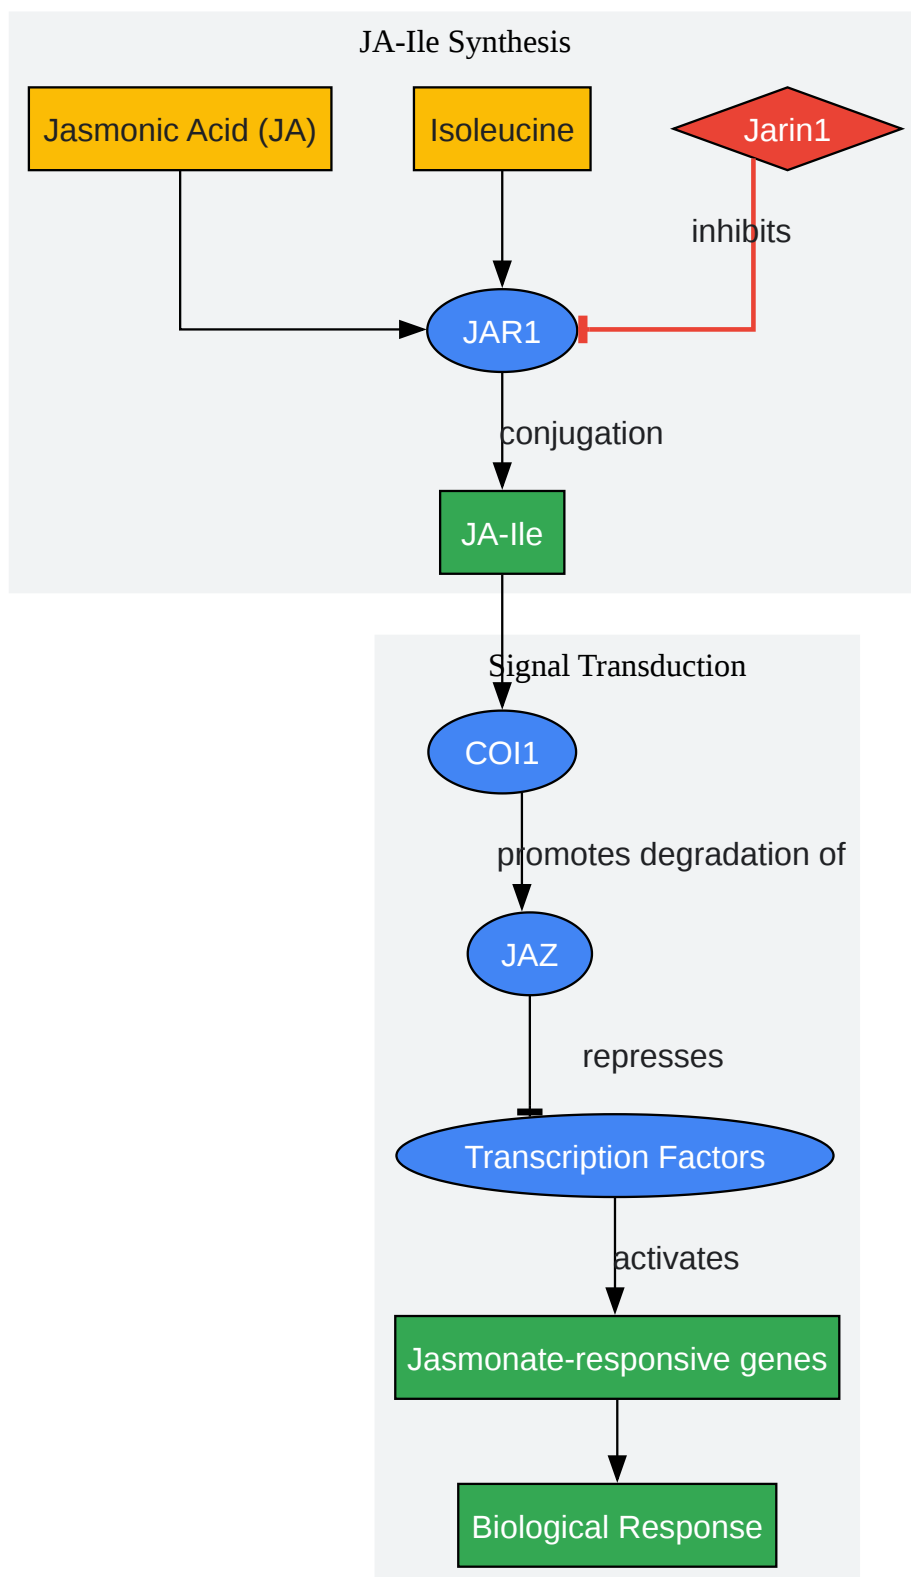 JA-Ile Synthesis
Jasmonic Acid (JA)
Isoleucine
Jarin1
inhibits
JAR1
conjugation
JA-Ile
Signal Transduction
COI1
promotes degradation of
JAZ
represses
Transcription Factors
activates
Jasmonate-responsive genes
Biological Response